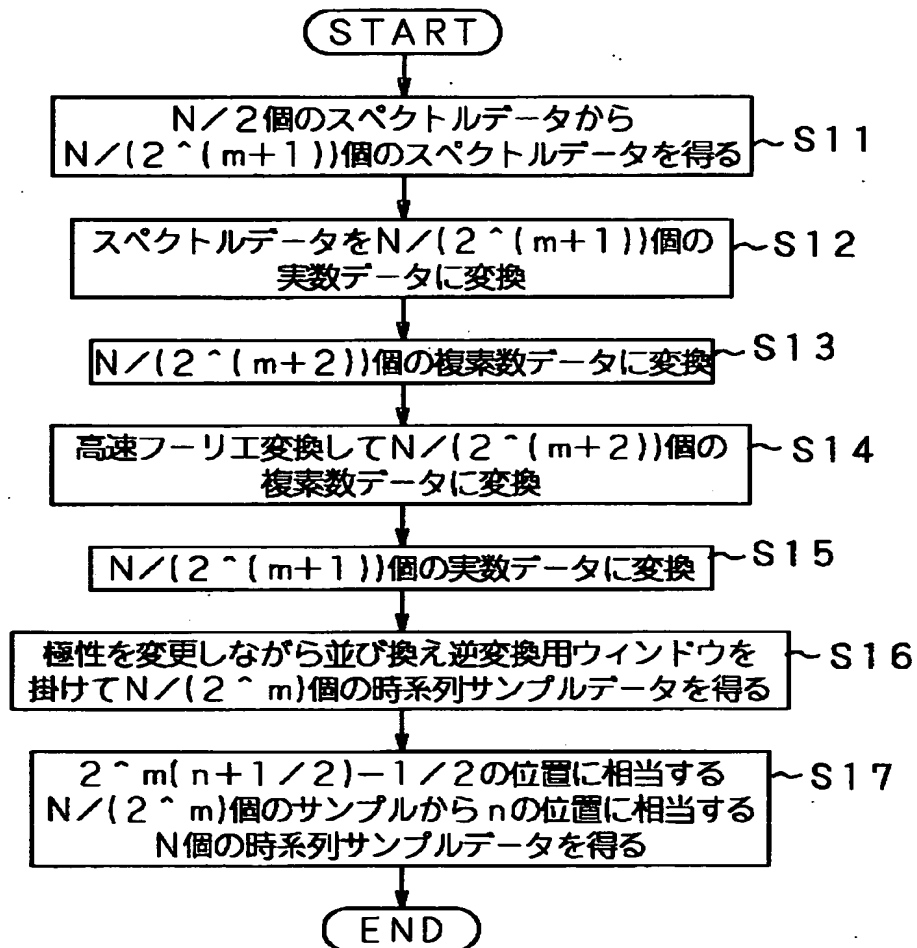 START
N/2個のスペクトルデータから
N/(2^(m+1))個のスペクトルデータを得る
S11
スペクトルデータをN/(2^(m+1))個の
実数データに変換
S12
N/(2^(m+2))個の複素数データに変換
S13
高速フーリエ変換してN/(2^(m+2))個の
複素数データに変換
S14
N/(2^(m+1))個の実数データに変換
S15
極性を変更しながら並び換え逆変換用ウィンドウを
掛けてN/(2^m)個の時系列サンプルデータを得る
S16
2^m(n+1/2)-1/2の位置に相当する
N/(2^m)個のサンプルからnの位置に相当する
N個の時系列サンプルデータを得る
S17
END